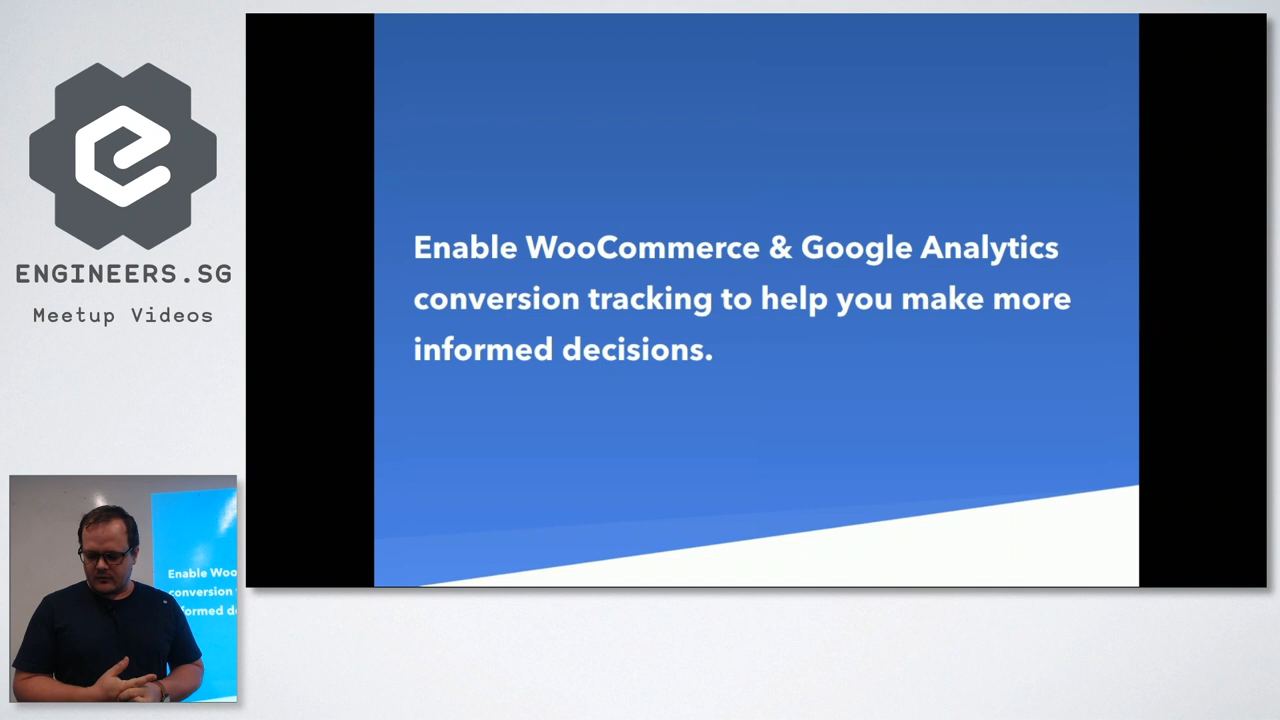 ENGINEERS.SG
Meetup Videos
Enable WooCommerce & Google Analytics
conversion tracking to help you make more
informed decisions.
Enable Woo
conversion
formed de